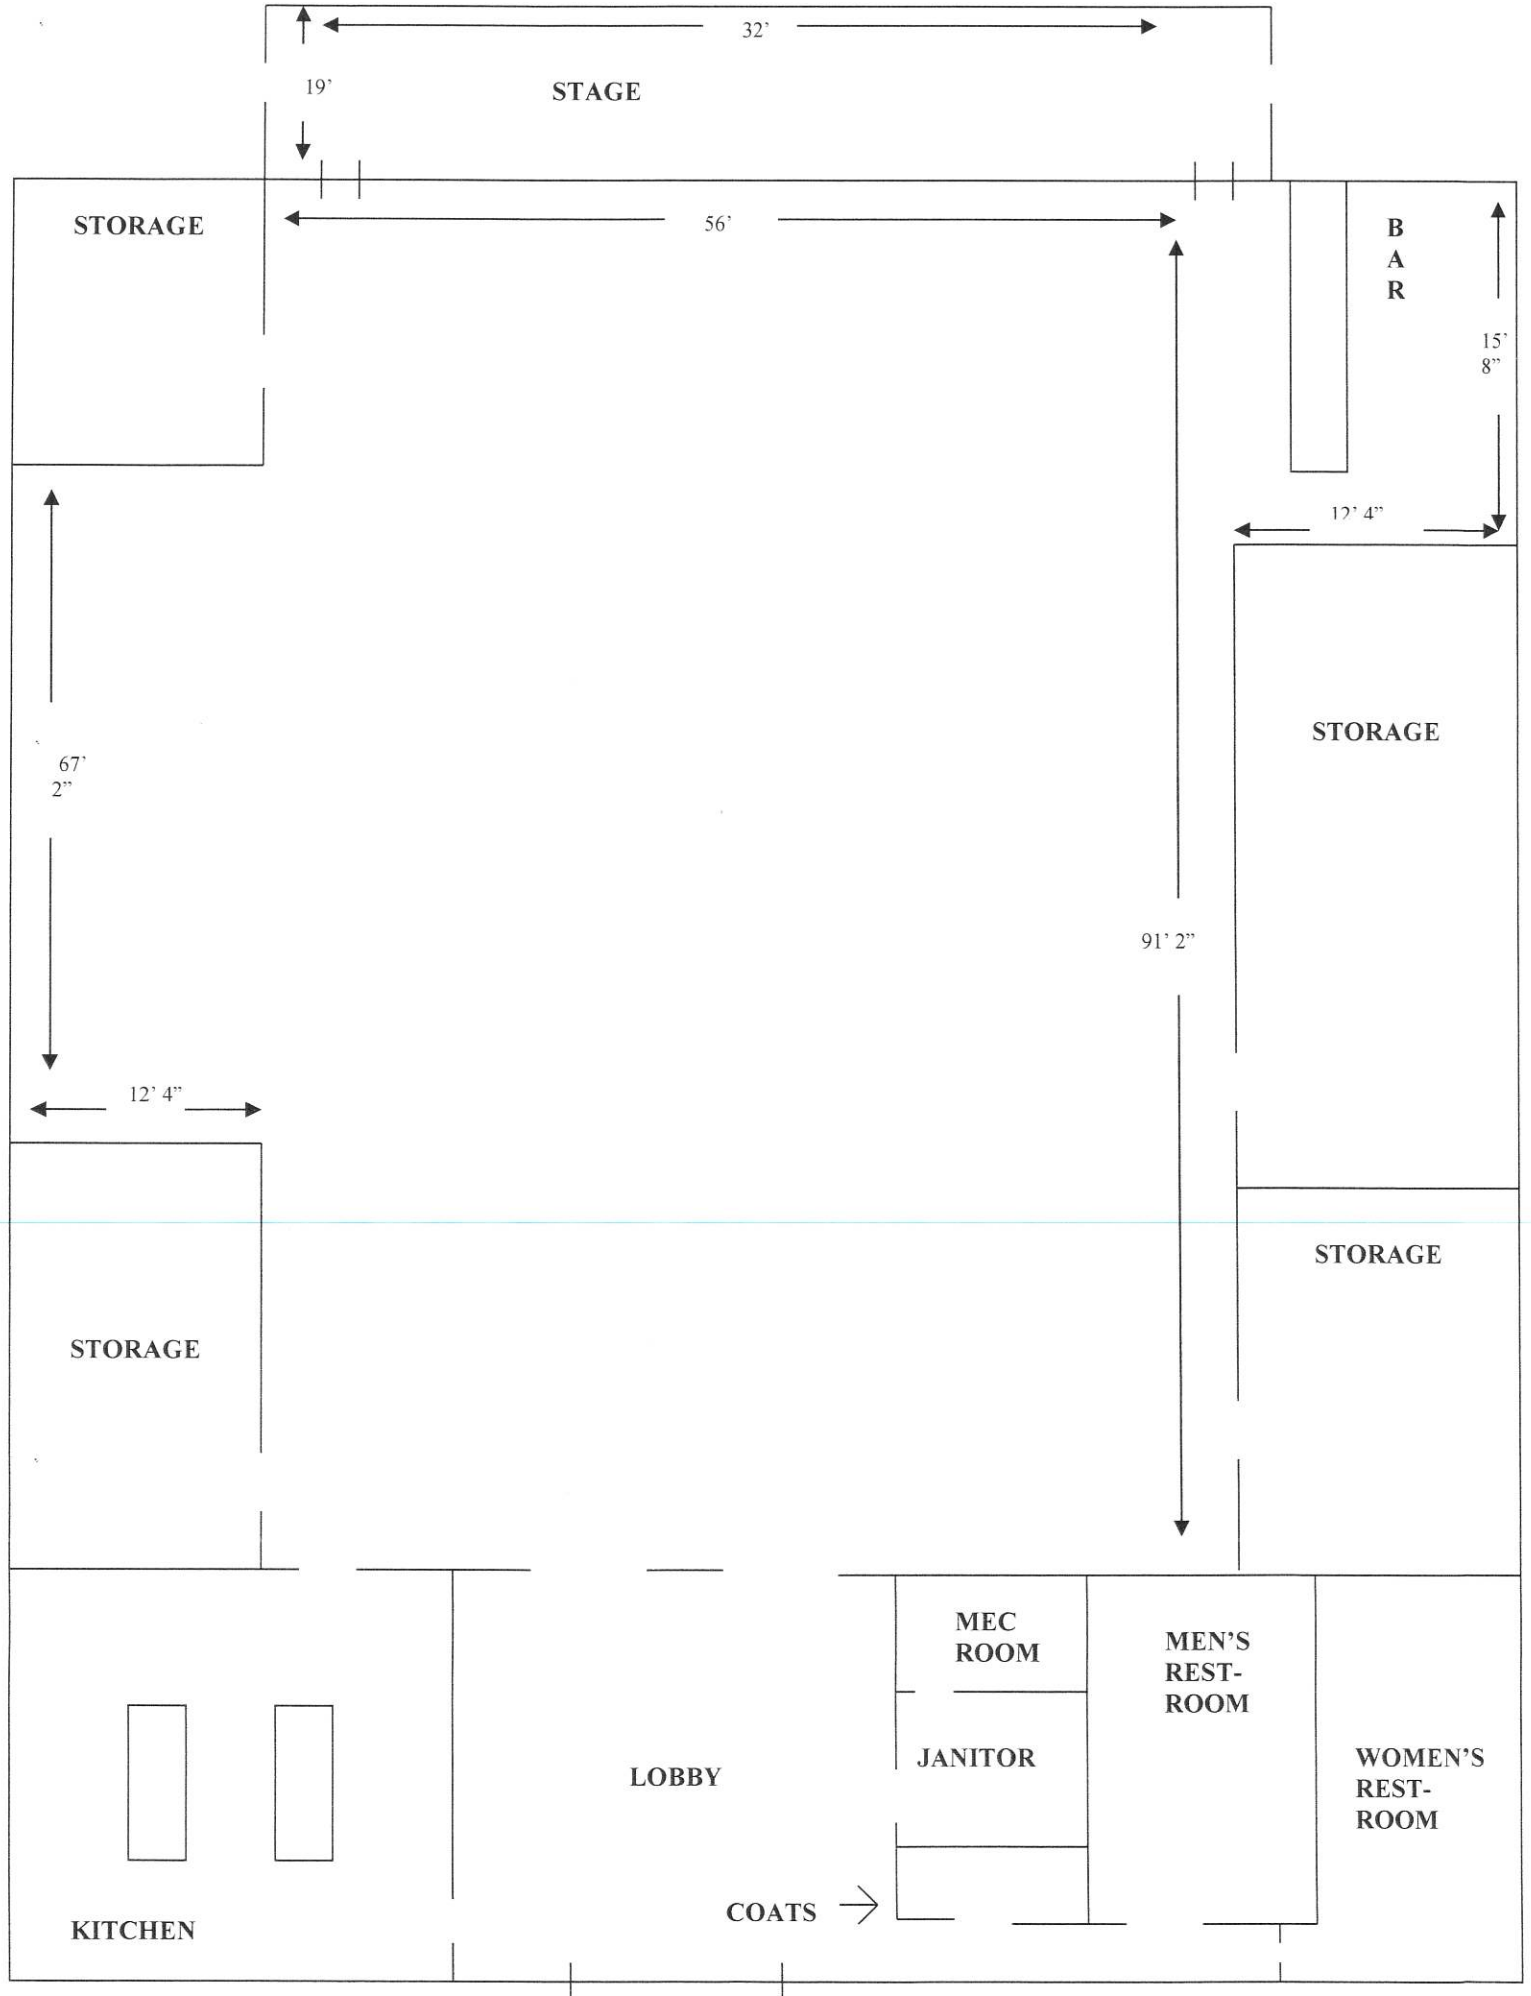 32’
19’
STAGE
STORAGE
56’
B
A
R
15’
8”
12’ 4”
STORAGE
67’
2”
91’ 2”
12’ 4”
STORAGE
STORAGE
MEC
ROOM
MEN’S
REST-
ROOM
JANITOR
LOBBY
WOMEN’S
REST-
ROOM
COATS
KITCHEN